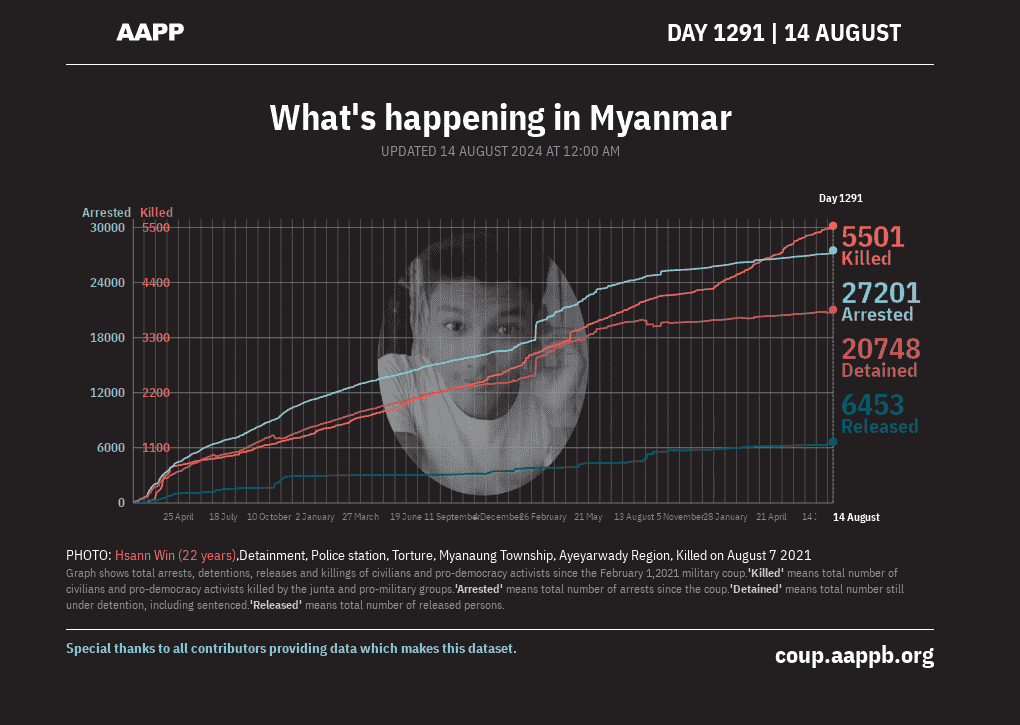 AAPP
DAY 1291 | 14 AUGUST
What's happening in Myanmar
UPDATED 14 AUGUST 2024 AT 12:00 AM
Day 1291
Arrested Killed
30000 5500
24000 4400
18000 3300
12000 2200
6000 1100
0
5501
Killed
27201
Arrested
20748
Detained
6453
Released
25 April 18 July 10 October 2 January 27 March 19 June 11 September December 26 February 21 May 13 August 5 November 28 January 21 April 14 August
PHOTO: Hsann Win (22 years),Detainment, Police station, Torture, Myanaung Township, Ayeyarwady Region, Killed on August 7 2021
Graph shows total arrests, detentions, releases and killings of civilians and pro-democracy activists since the February 1,2021 military coup.'Killed' means total number of
civilians and pro-democracy activists killed by the junta and pro-military groups.'Arrested' means total number of arrests since the coup.'Detained' means total number still
under detention, including sentenced.'Released' means total number of released persons.
Special thanks to all contributors providing data which makes this dataset.
coup.aappb.org